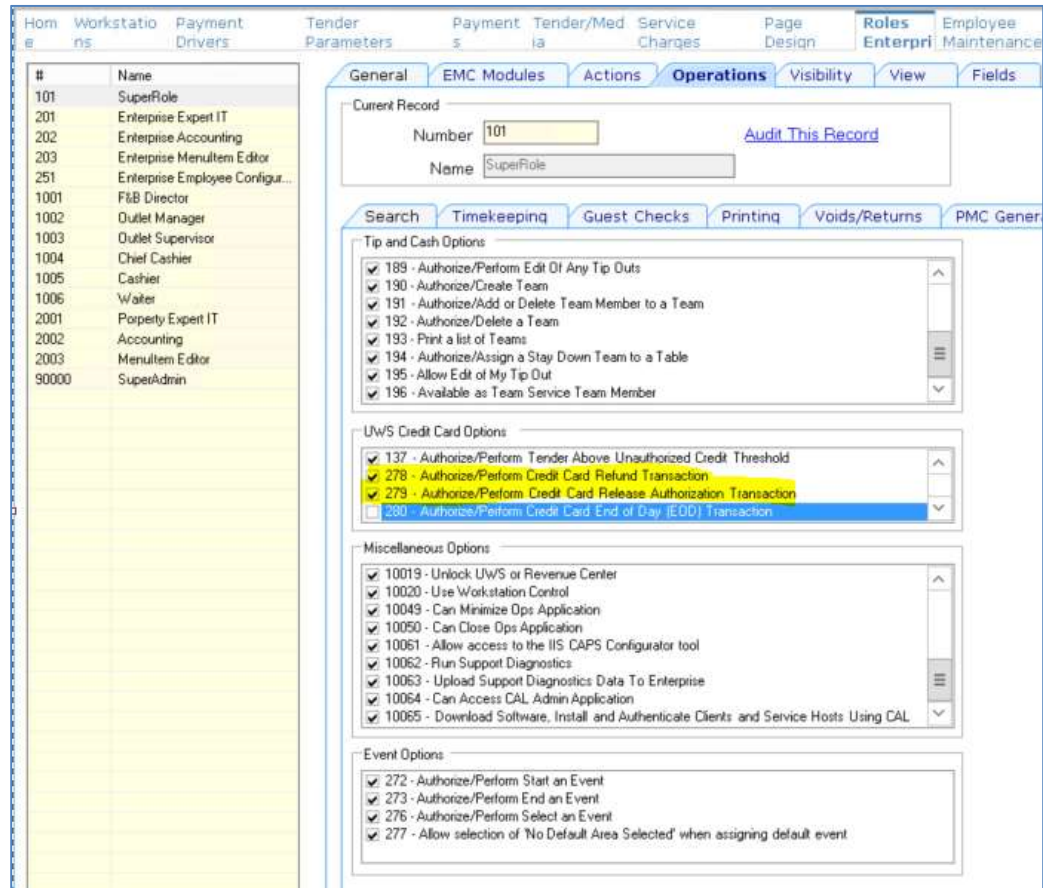 Hom Workstatio Payment Tender Payment Tender/Med Service Page Roles Employee
e ns Drivers Parameters s ia Charges Design Enterpri Maintenance
# Name
101 SuperRole
201 Enterprise Expert IT
202 Enterprise Accounting
203 Enterprise MenuItem Editor
251 Enterprise Employee Configur...
1001 F&B Director
1002 Outlet Manager
1003 Outlet Supervisor
1004 Chief Cashier
1005 Cashier
1006 Waiter
2001 Porperty Expert IT
2002 Accounting
2003 MenuItem Editor
90000 SuperAdmin
General EMC Modules Actions Operations Visibility View Fields
Current Record
Number 101 Audit This Record
Name SuperRole
Search Timekeeping Guest Checks Printing Voids/Returns PMC Genera
Tip and Cash Options
189 - Authorize/Perform Edit Of Any Tip Outs
190 - Authorize/Create Team
191 - Authorize/Add or Delete Team Member to a Team
192 - Authorize/Delete a Team
193 - Print a list of Teams
194 - Authorize/Assign a Stay Down Team to a Table
195 - Allow Edit of My Tip Out
196 - Available as Team Service Team Member
UWS Credit Card Options
137 - Authorize/Perform Tender Above Unauthorized Credit Threshold
278 - Authorize/Perform Credit Card Refund Transaction
279 - Authorize/Perform Credit Card Release Authorization Transaction
280 - Authorize/Perform Credit Card End of Day (EOD) Transaction
Miscellaneous Options
10019 - Unlock UWS or Revenue Center
10020 - Use Workstation Control
10049 - Can Minimize Ops Application
10050 - Can Close Ops Application
10061 - Allow access to the IIS CAPS Configurator tool
10062 - Run Support Diagnostics
10063 - Upload Support Diagnostics Data To Enterprise
10064 - Can Access CAL Admin Application
10065 - Download Software, Install and Authenticate Clients and Service Hosts Using CAL
Event Options
272 - Authorize/Perform Start an Event
273 - Authorize/Perform End an Event
276 - Authorize/Perform Select an Event
277 - Allow selection of 'No Default Area Selected' when assigning default event